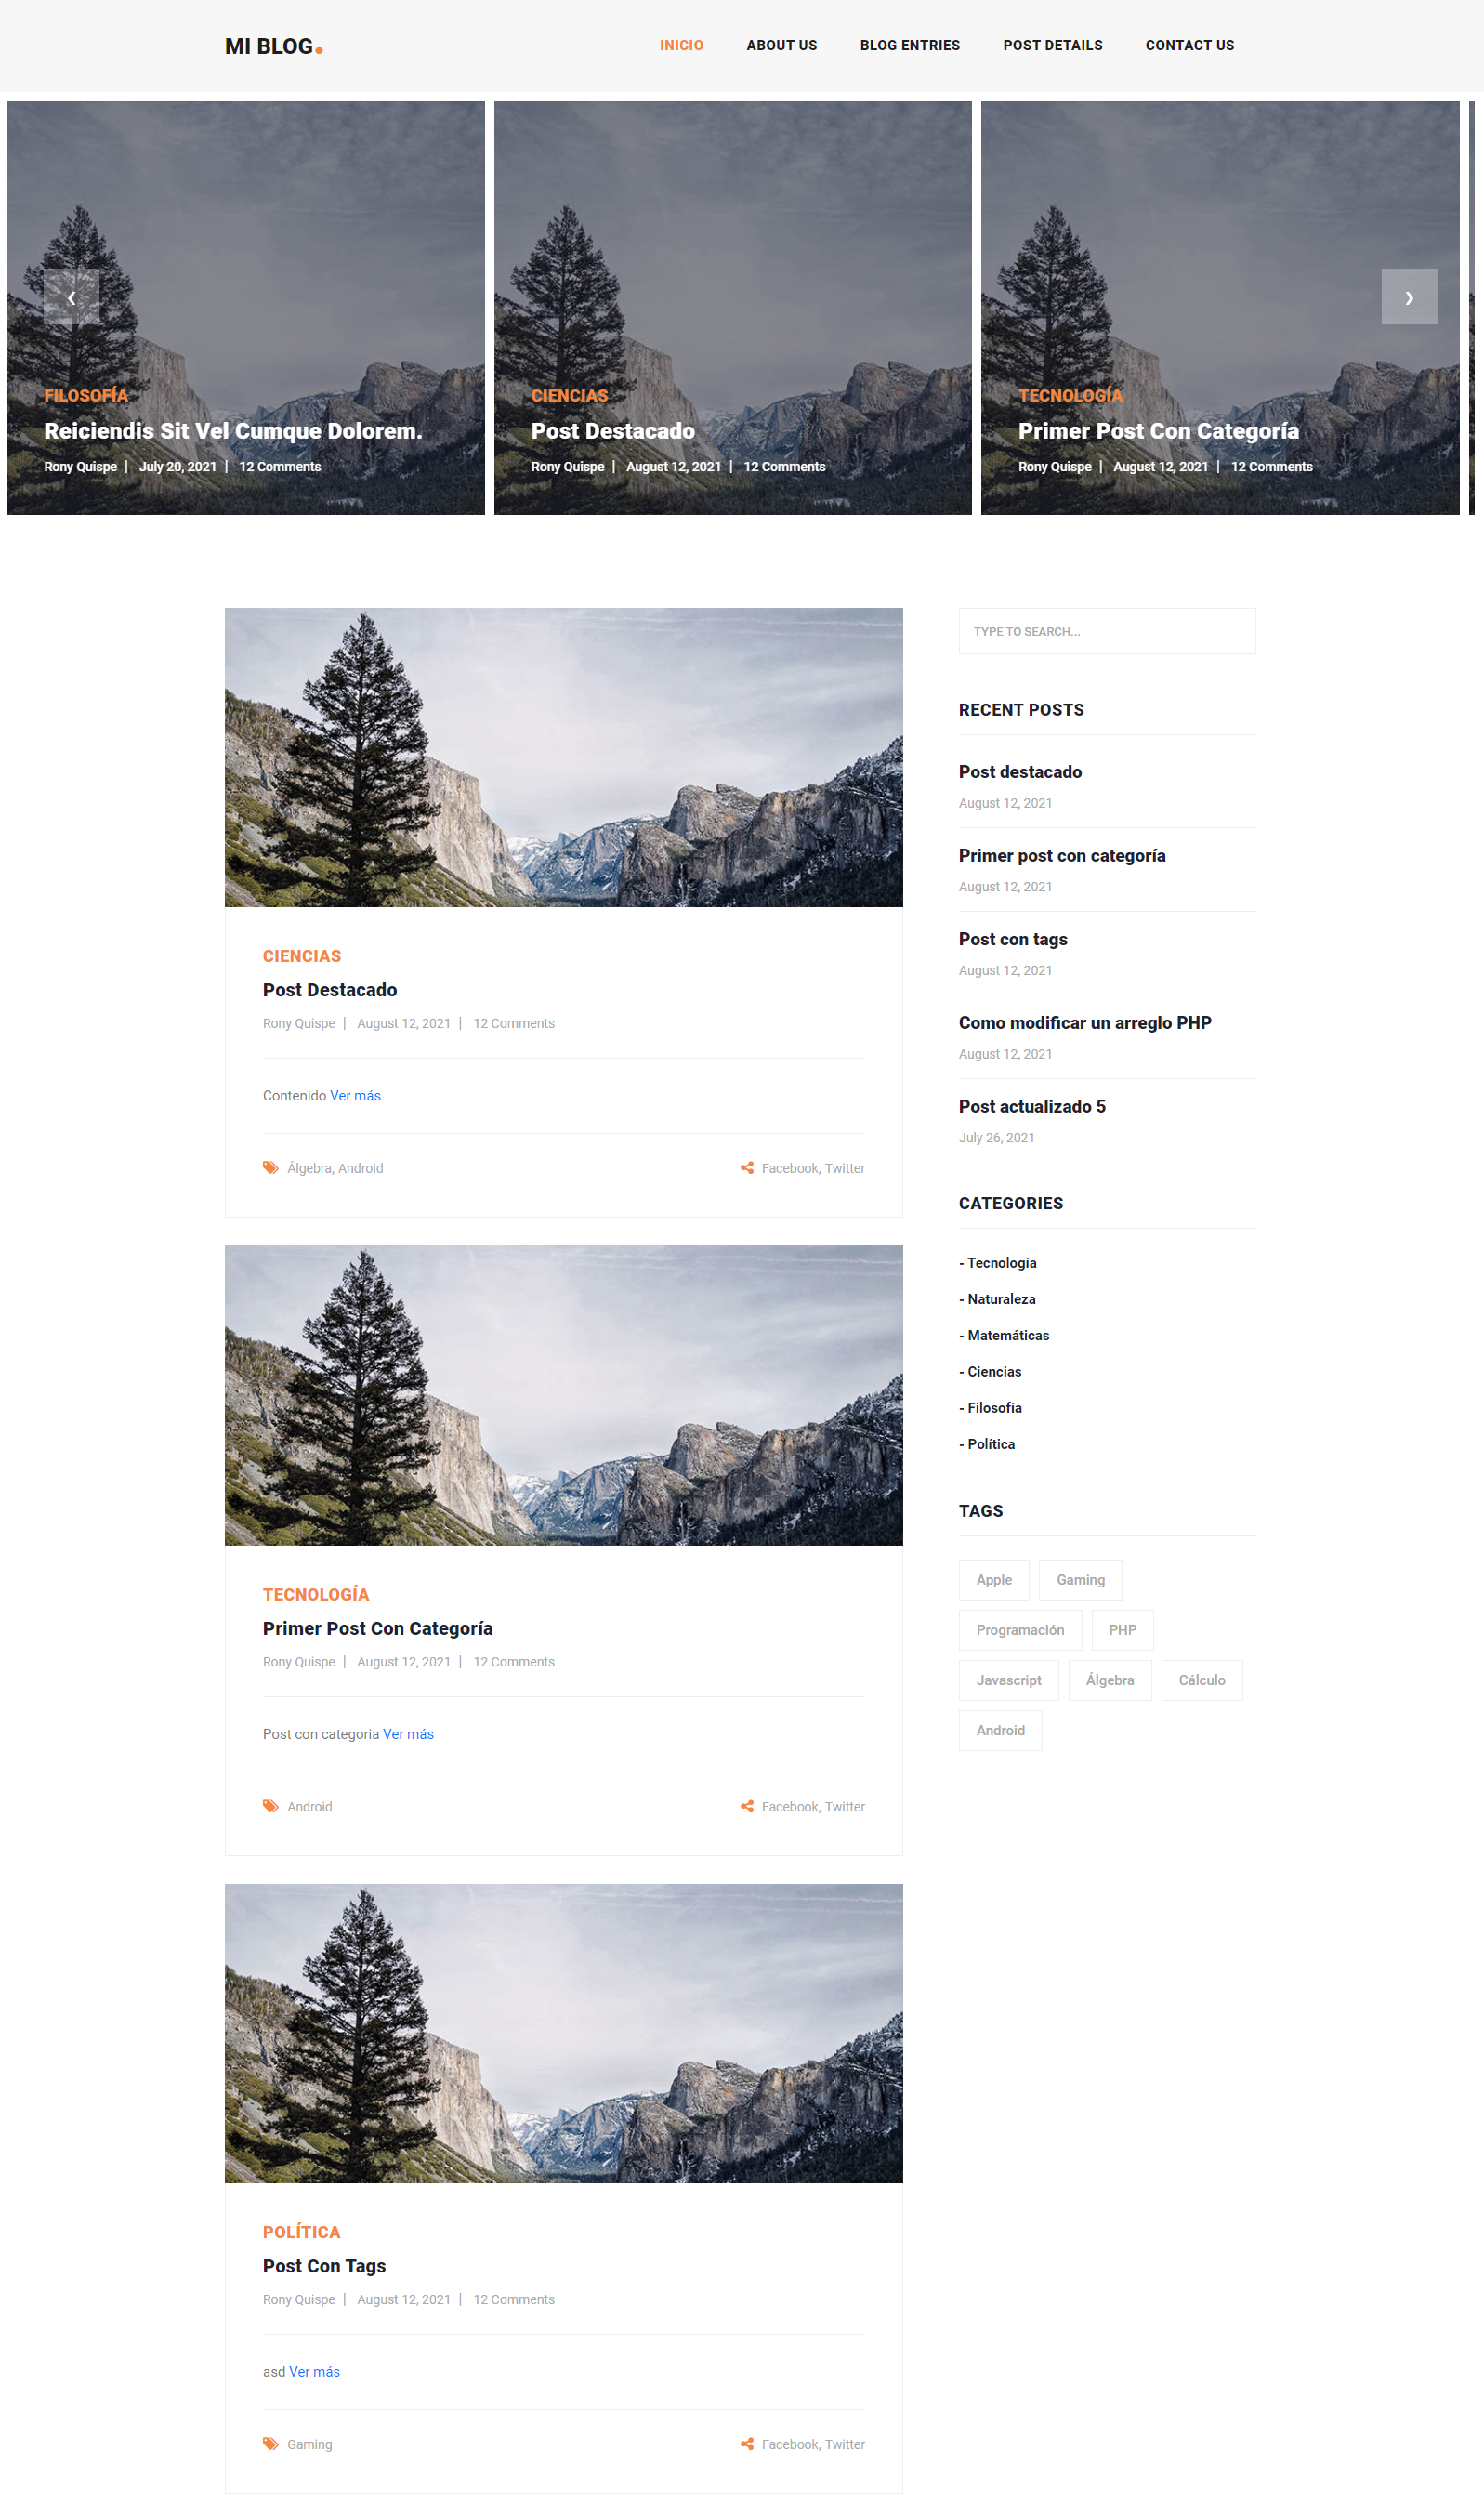 MI BLOG.
INICIO ABOUT US BLOG ENTRIES POST DETAILS CONTACT US
FILOSOFÍA
Reiciendis Sit Vel Cumque Dolorem.
Rony Quispe | July 20, 2021 | 12 Comments
CIENCIAS
Post Destacado
Rony Quispe | August 12, 2021 | 12 Comments
TECNOLOGÍA
Primer Post Con Categoría
Rony Quispe | August 12, 2021 | 12 Comments
CIENCIAS
Post Destacado
Rony Quispe | August 12, 2021 | 12 Comments
Contenido Ver más
Álgebra, Android
Facebook, Twitter
TECNOLOGÍA
Primer Post Con Categoría
Rony Quispe | August 12, 2021 | 12 Comments
Post con categoria Ver más
Android
Facebook, Twitter
POLÍTICA
Post Con Tags
Rony Quispe | August 12, 2021 | 12 Comments
asd Ver más
Gaming
Facebook, Twitter
TYPE TO SEARCH...
RECENT POSTS
Post destacado
August 12, 2021
Primer post con categoría
August 12, 2021
Post con tags
August 12, 2021
Como modificar un arreglo PHP
August 12, 2021
Post actualizado 5
July 26, 2021
CATEGORIES
- Tecnología
- Naturaleza
- Matemáticas
- Ciencias
- Filosofía
- Política
TAGS
Apple Gaming
Programación PHP
Javascript Álgebra Cálculo
Android